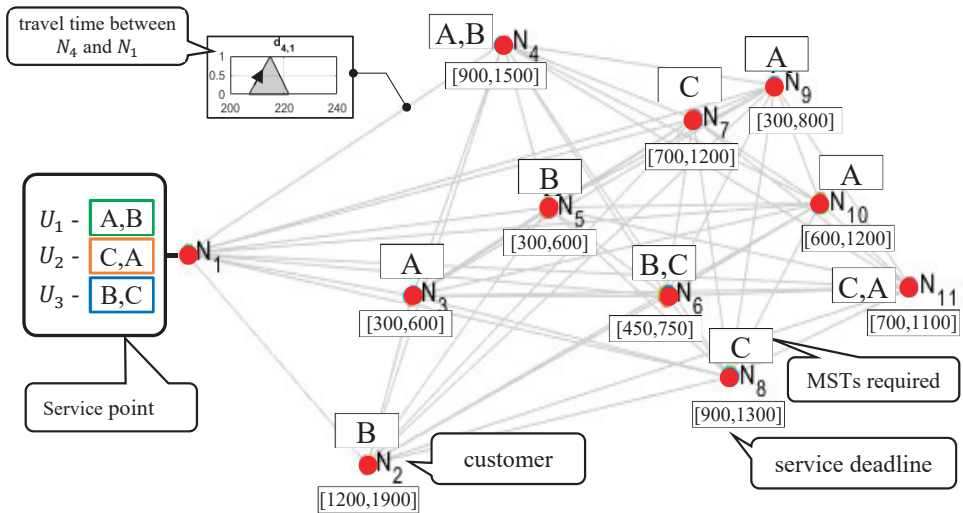 travel time between
N₄ and N₁
d₄,₁
1
0.5
0
200
220
240
A,B
N₄
[900,1500]
A
N₉
[300,800]
C
N₇
[700,1200]
B
N₅
[300,600]
A
N₁₀
[600,1200]
U₁ - A,B
U₂ - C,A
U₃ - B,C
N₁
A
N₃
[300,600]
B,C
N₆
[450,750]
C,A
N₁₁
[700,1100]
C
N₈
[900,1300]
MSTs required
Service point
B
N₂
[1200,1900]
customer
service deadline